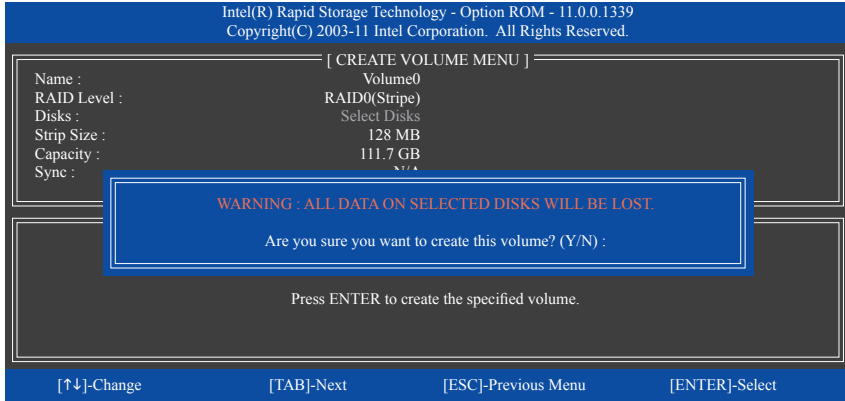 Intel(R) Rapid Storage Technology - Option ROM - 11.0.0.1339
Copyright(C) 2003-11 Intel Corporation. All Rights Reserved.
[ CREATE VOLUME MENU ]
Name : Volume0
RAID Level : RAID0(Stripe)
Disks : Select Disks
Strip Size : 128 MB
Capacity : 111.7 GB
Sync : N/A
WARNING : ALL DATA ON SELECTED DISKS WILL BE LOST.
Are you sure you want to create this volume? (Y/N) :
Press ENTER to create the specified volume.
[↑↓]-Change [TAB]-Next [ESC]-Previous Menu [ENTER]-Select